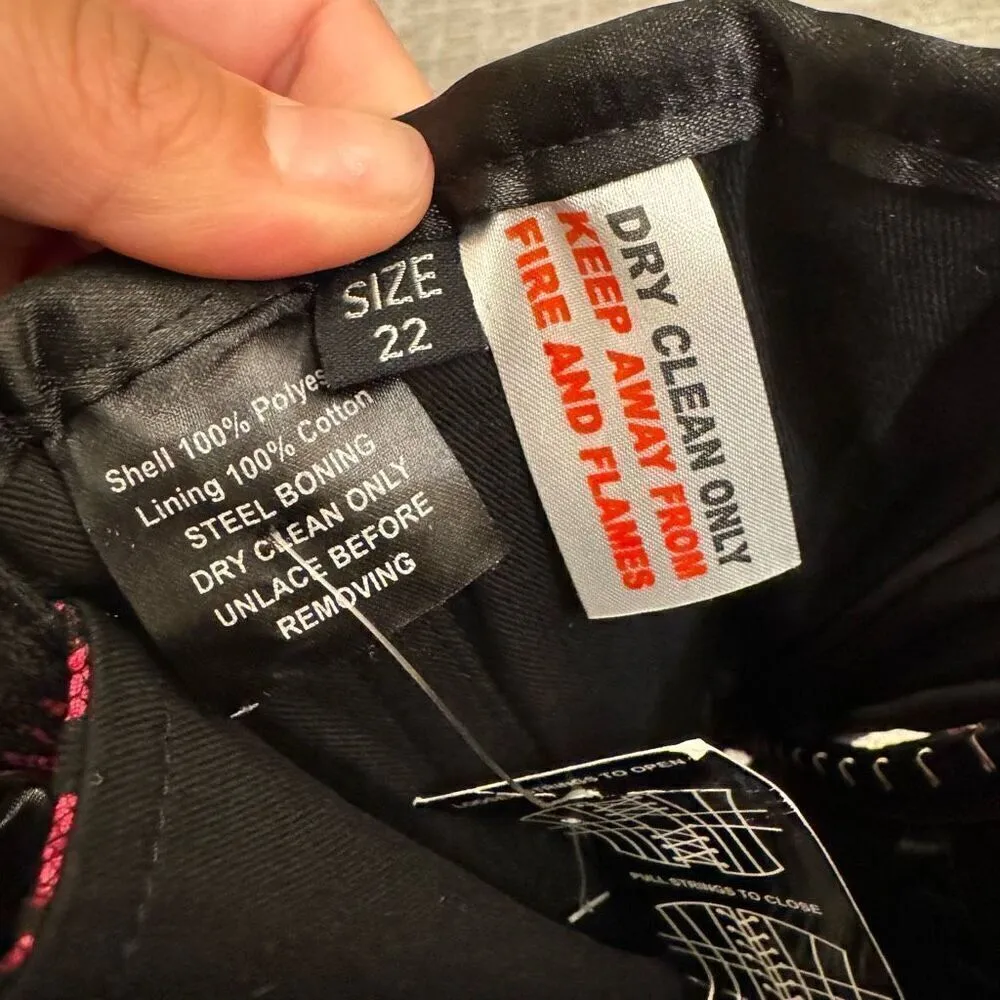 SIZE
22
Shell 100% Polyes
Lining 100% Cotton
STEEL BONING
DRY CLEAN ONLY
UNLACE BEFORE
REMOVING
DRY CLEAN ONLY
KEEP AWAY FROM
FIRE AND FLAMES
STRINGS TO OPEN
PULL STRINGS TO CLOSE